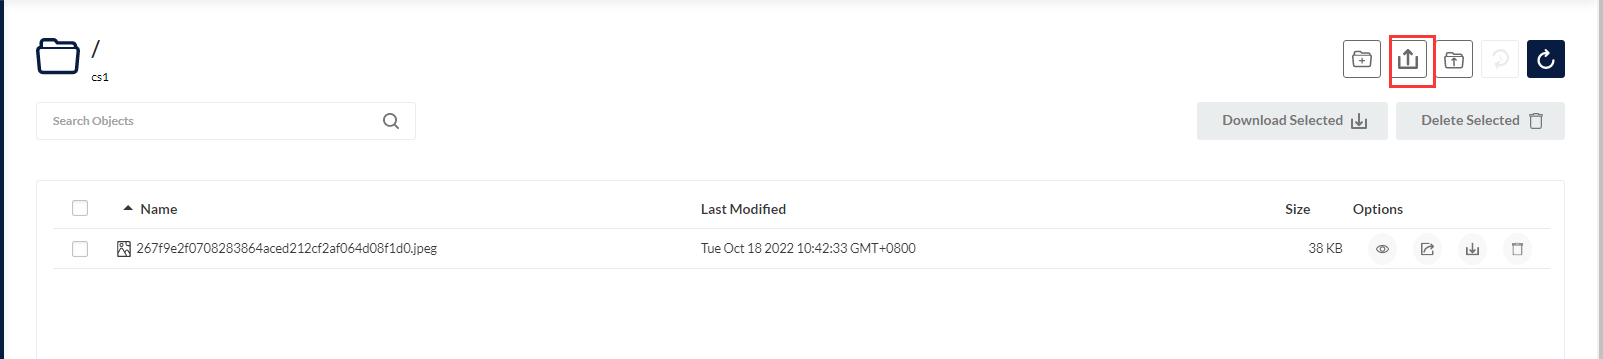 /
cs1
Search Objects
Download Selected
Delete Selected
Name Last Modified Size Options
267f9e2f0708283864aced212cf2af064d08f1d0.jpeg Tue Oct 18 2022 10:42:33 GMT+0800 38 KB